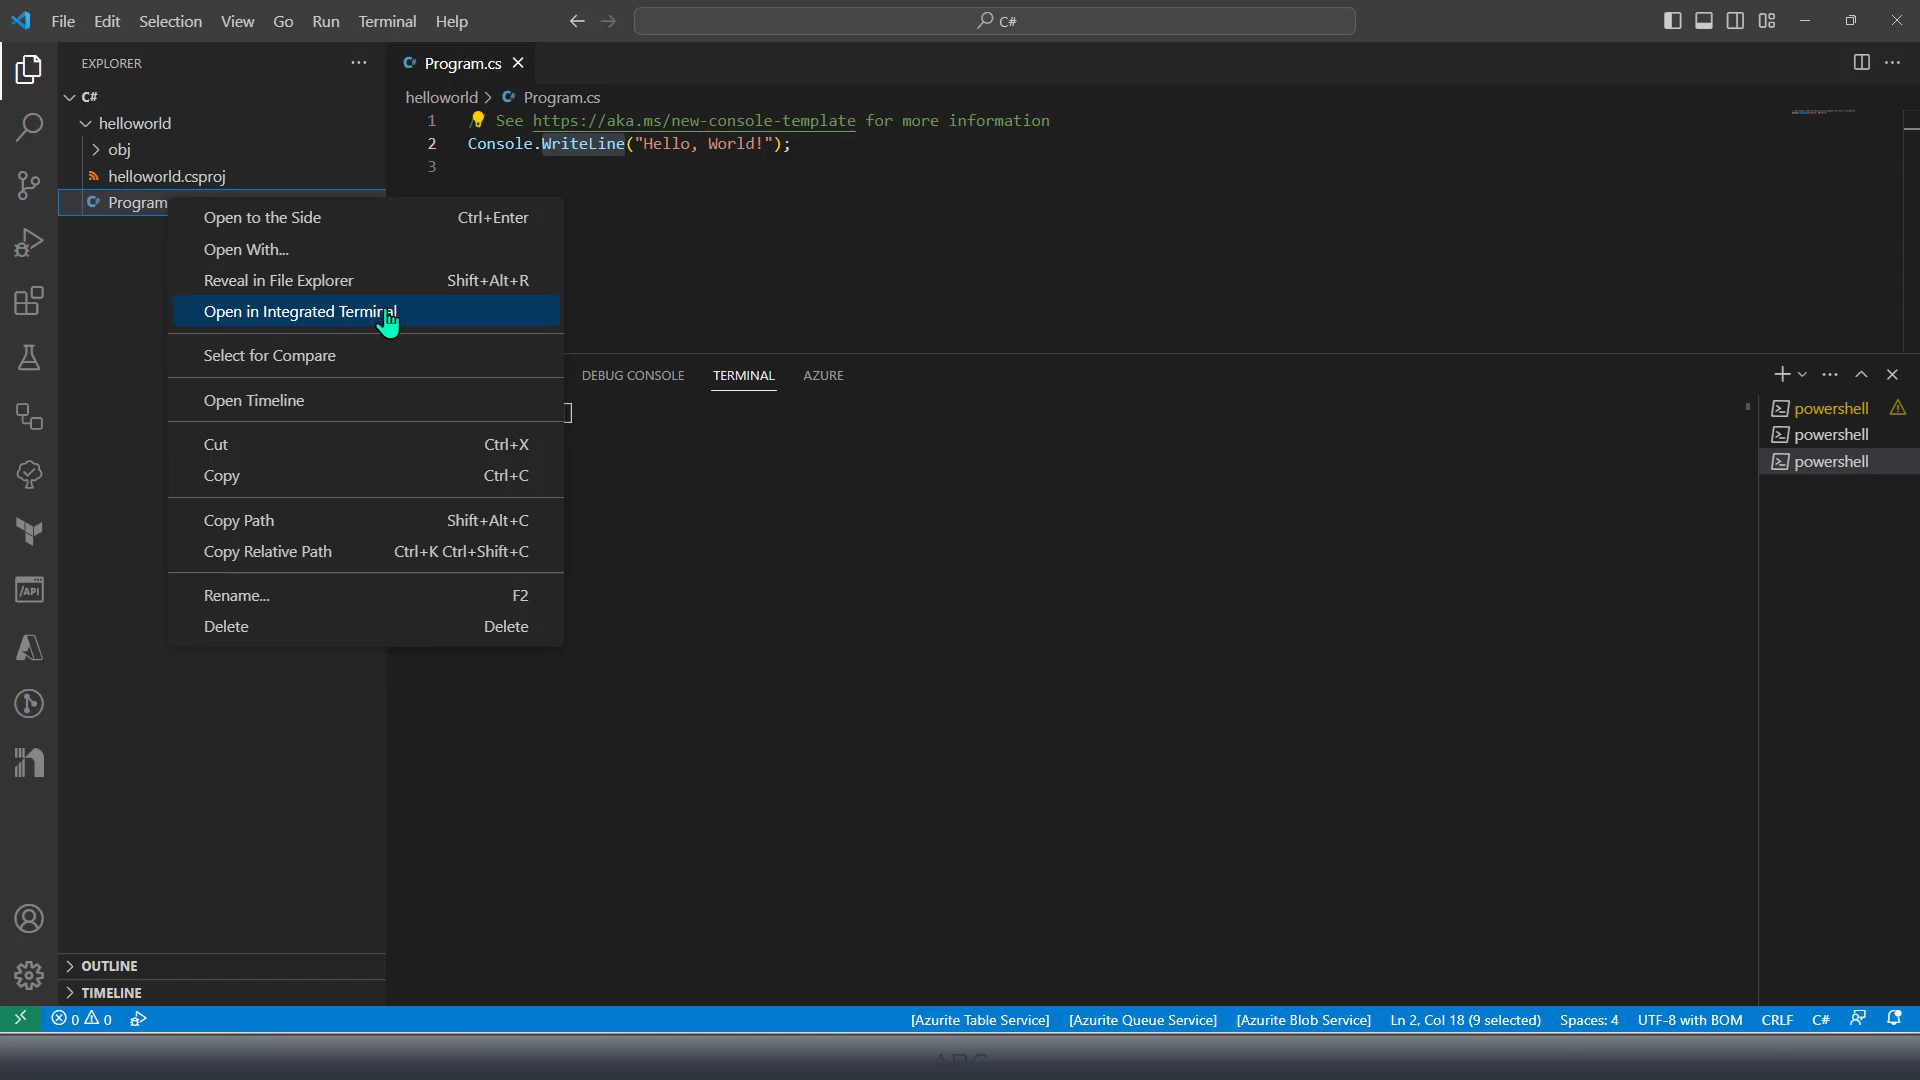 File Edit Selection View Go Run Terminal Help
C#
EXPLORER
Program.cs
C#
helloworld > Program.cs
helloworld
obj
helloworld.csproj
Program
1 See https://aka.ms/new-console-template for more information
2 Console.WriteLine("Hello, World!");
3
Open to the Side Ctrl+Enter
Open With...
Reveal in File Explorer Shift+Alt+R
Open in Integrated Terminal
Select for Compare
Open Timeline
Cut Ctrl+X
Copy Ctrl+C
Copy Path Shift+Alt+C
Copy Relative Path Ctrl+K Ctrl+Shift+C
Rename... F2
Delete Delete
DEBUG CONSOLE TERMINAL AZURE
powershell
powershell
powershell
OUTLINE
TIMELINE
0 0 [Azurite Table Service] [Azurite Queue Service] [Azurite Blob Service] Ln 2, Col 18 (9 selected) Spaces: 4 UTF-8 with BOM CRLF C#